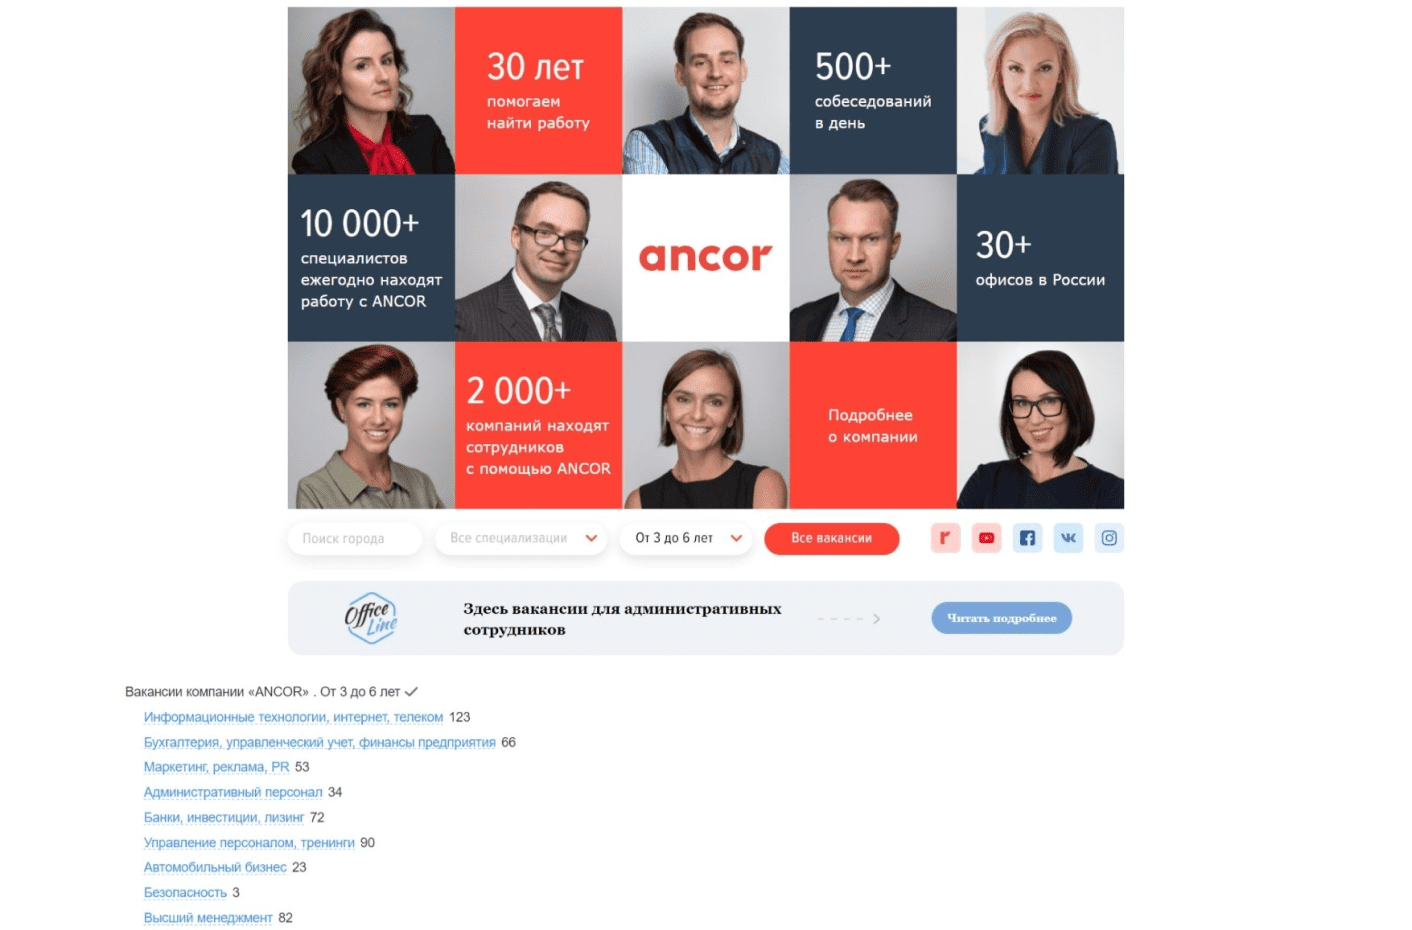 30 лет
помогаем
найти работу
500+
собеседований
в день
10 000+
специалистов
ежегодно находят
работу с ANCOR
ancor
30+
офисов в России
2 000+
компаний находят
сотрудников
с помощью ANCOR
Подробнее
о компании
Поиск города
Все специализации
От 3 до 6 лет
Все вакансии
Office
Line
Здесь вакансии для административных
сотрудников
Читать подробнее
Вакансии компании «ANCOR» . От 3 до 6 лет
Информационные технологии, интернет, телеком 123
Бухгалтерия, управленческий учет, финансы предприятия 66
Маркетинг, реклама, PR 53
Административный персонал 34
Банки, инвестиции, лизинг 72
Управление персоналом, тренинги 90
Автомобильный бизнес 23
Безопасность 3
Высший менеджмент 82